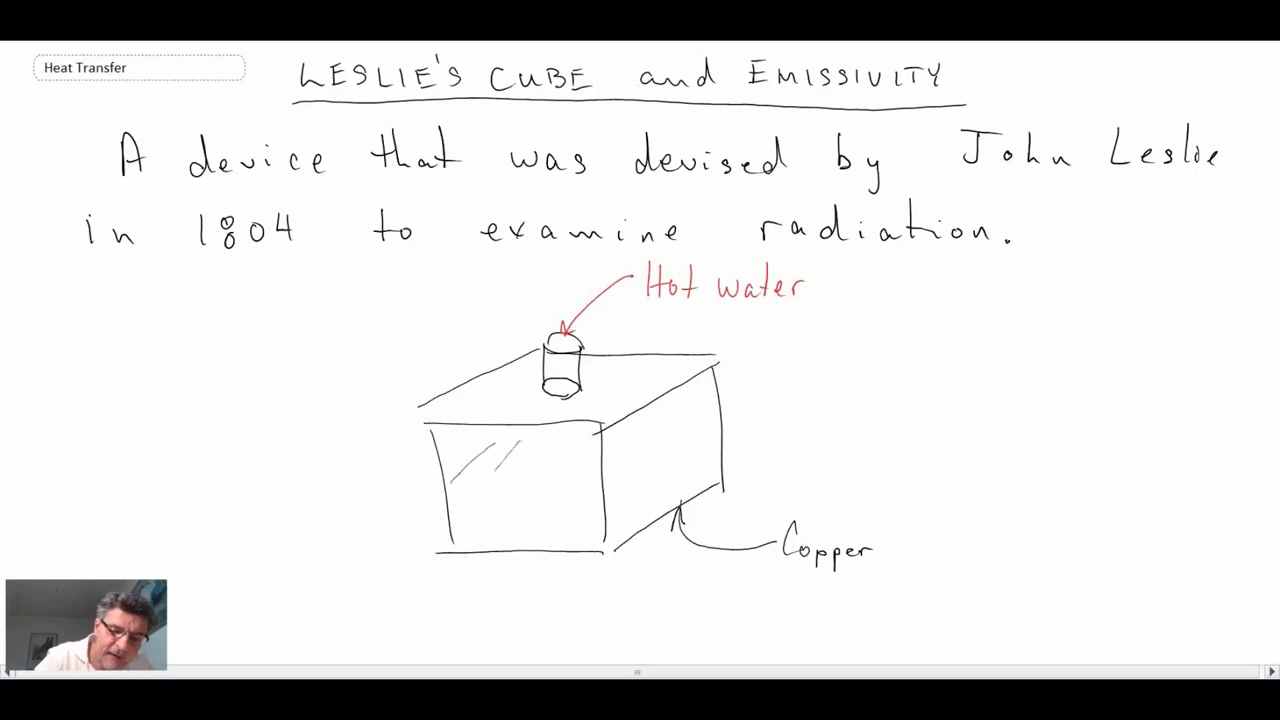 Heat Transfer
LESLIE'S CUBE and EMISSIVITY
A device that was devised by John Leslie
in 1804 to examine radiation.
Hot water
Copper